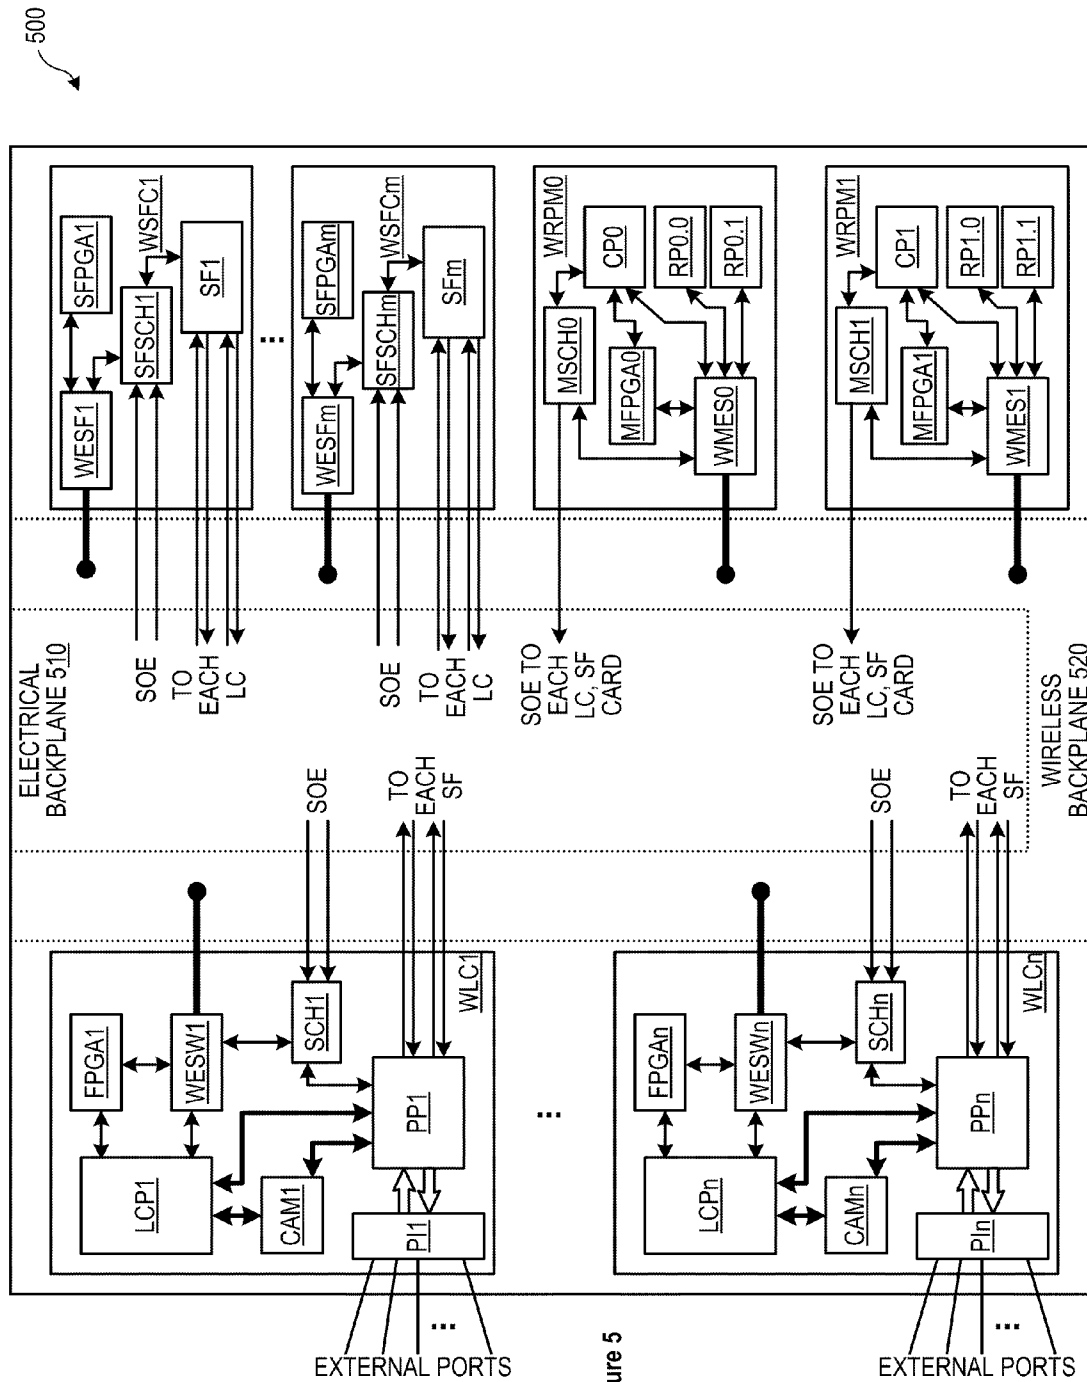 500
ELECTRICAL
BACKPLANE 510
WIRELESS
BACKPLANE 520
WESF1
SFPGA1
SFSCH1
WSFC1
SF1
SOE
TO
EACH
LC
...
WESFm
SFPGAm
SFSCHm
WSFCm
SFm
SOE
TO
EACH
LC
WRPM0
CP0
RP0.0
RP0.1
MSCH0
MFPGA0
WMES0
SOE TO
EACH
LC, SF
CARD
WRPM1
CP1
RP1.0
RP1.1
MSCH1
MFPGA1
WMES1
SOE TO
EACH
LC, SF
CARD
FPGA1
WESW1
SCH1
WLC1
LCP1
CAM1
PP1
PI1
SOE
TO
EACH
SF
...
EXTERNAL PORTS
...
FPGAn
WESWn
SCHn
WLCn
LCPn
CAMn
PPn
PIn
SOE
TO
EACH
SF
...
EXTERNAL PORTS
ure 5